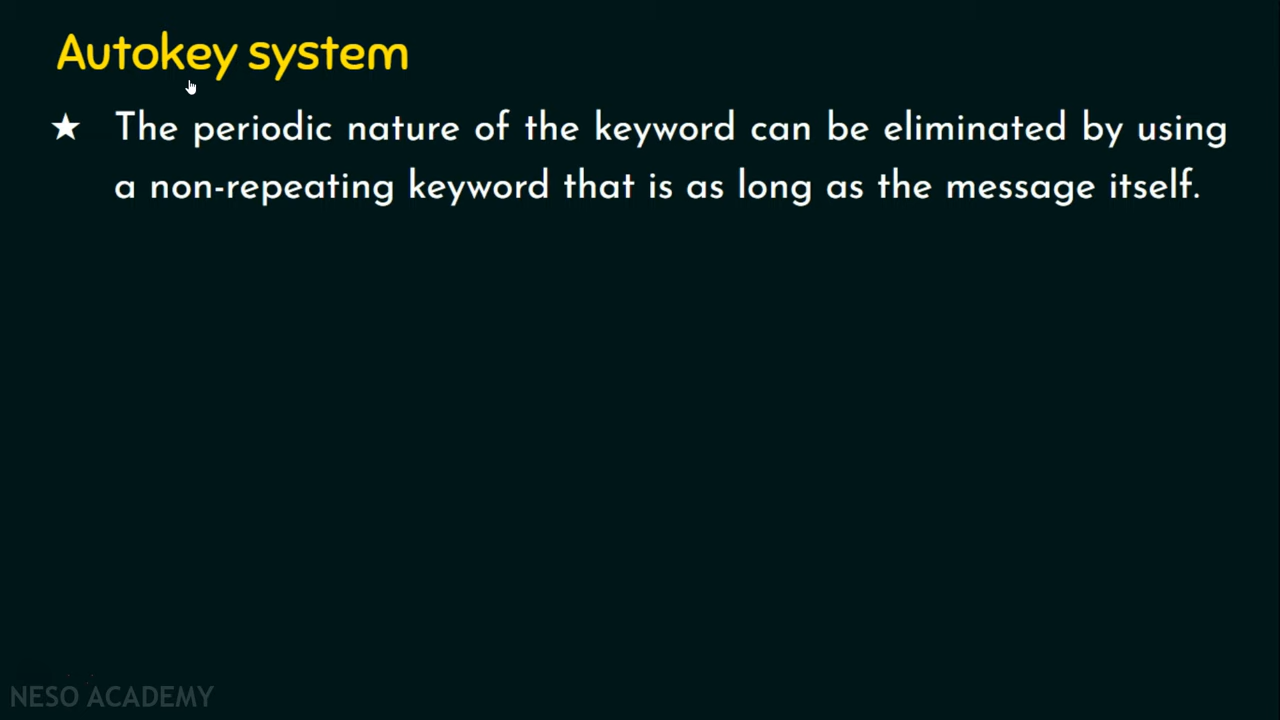 Autokey system
★ The periodic nature of the keyword can be eliminated by using
a non-repeating keyword that is as long as the message itself.
NESO ACADEMY